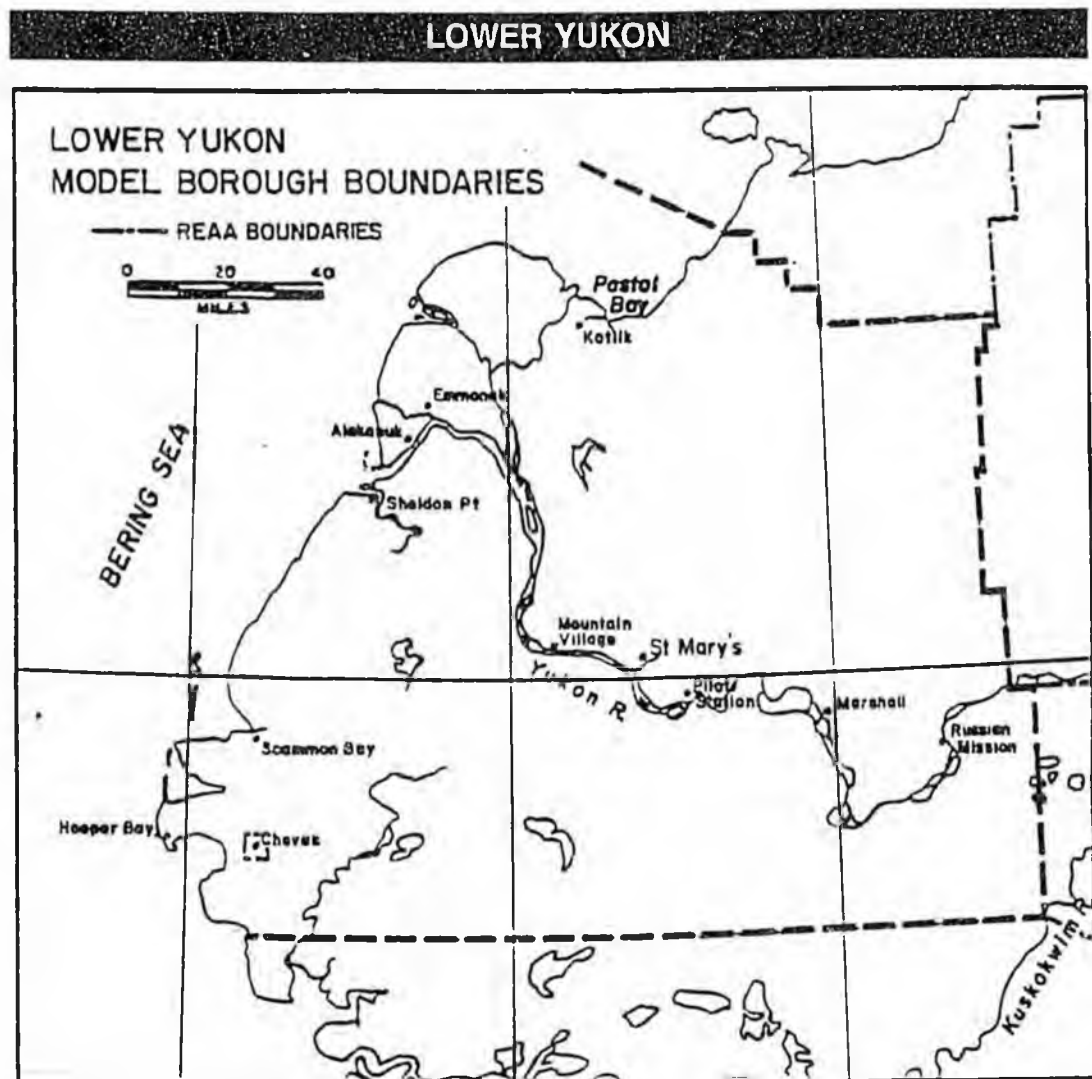 LOWER YUKON
LOWER YUKON
MODEL BOROUGH BOUNDARIES
REAA BOUNDARIES
0 20 40
MILES
Pastol
Bay
Kotlik
Emmonak
Alakanuk
Sheldon Pt
BERING SEA
Mountain
Village
St Mary's
Yukon R.
Pilot
Station
Marshall
Russian
Mission
Scammon Bay
Hooper Bay
Chevak
Kuskokwim